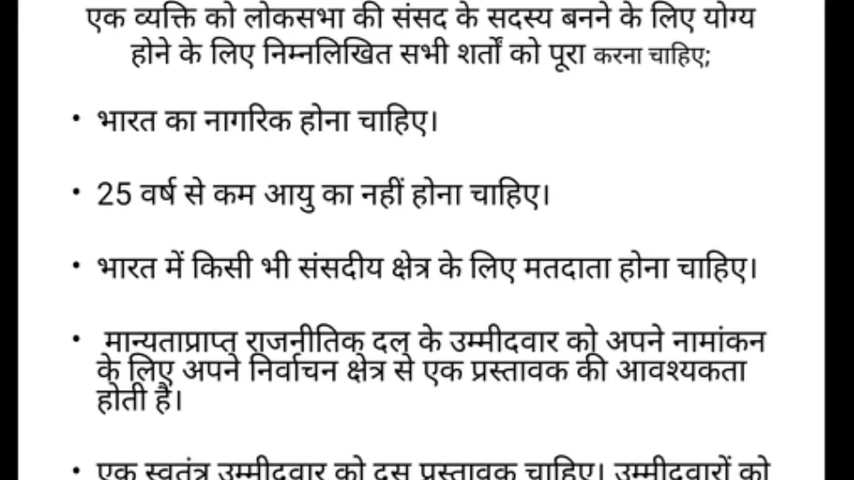 एक व्यक्ति को लोकसभा की संसद के सदस्य बनने के लिए योग्य
होने के लिए निम्नलिखित सभी शर्तों को पूरा करना चाहिए;
• भारत का नागरिक होना चाहिए।
• 25 वर्ष से कम आयु का नहीं होना चाहिए।
• भारत में किसी भी संसदीय क्षेत्र के लिए मतदाता होना चाहिए।
• मान्यताप्राप्त राजनीतिक दल के उम्मीदवार को अपने नामांकन
के लिए अपने निर्वाचन क्षेत्र से एक प्रस्तावक की आवश्यकता
होती है।
• एक स्वतंत्र उम्मीदवार को दस प्रस्तावक चाहिए। उम्मीदवारों को